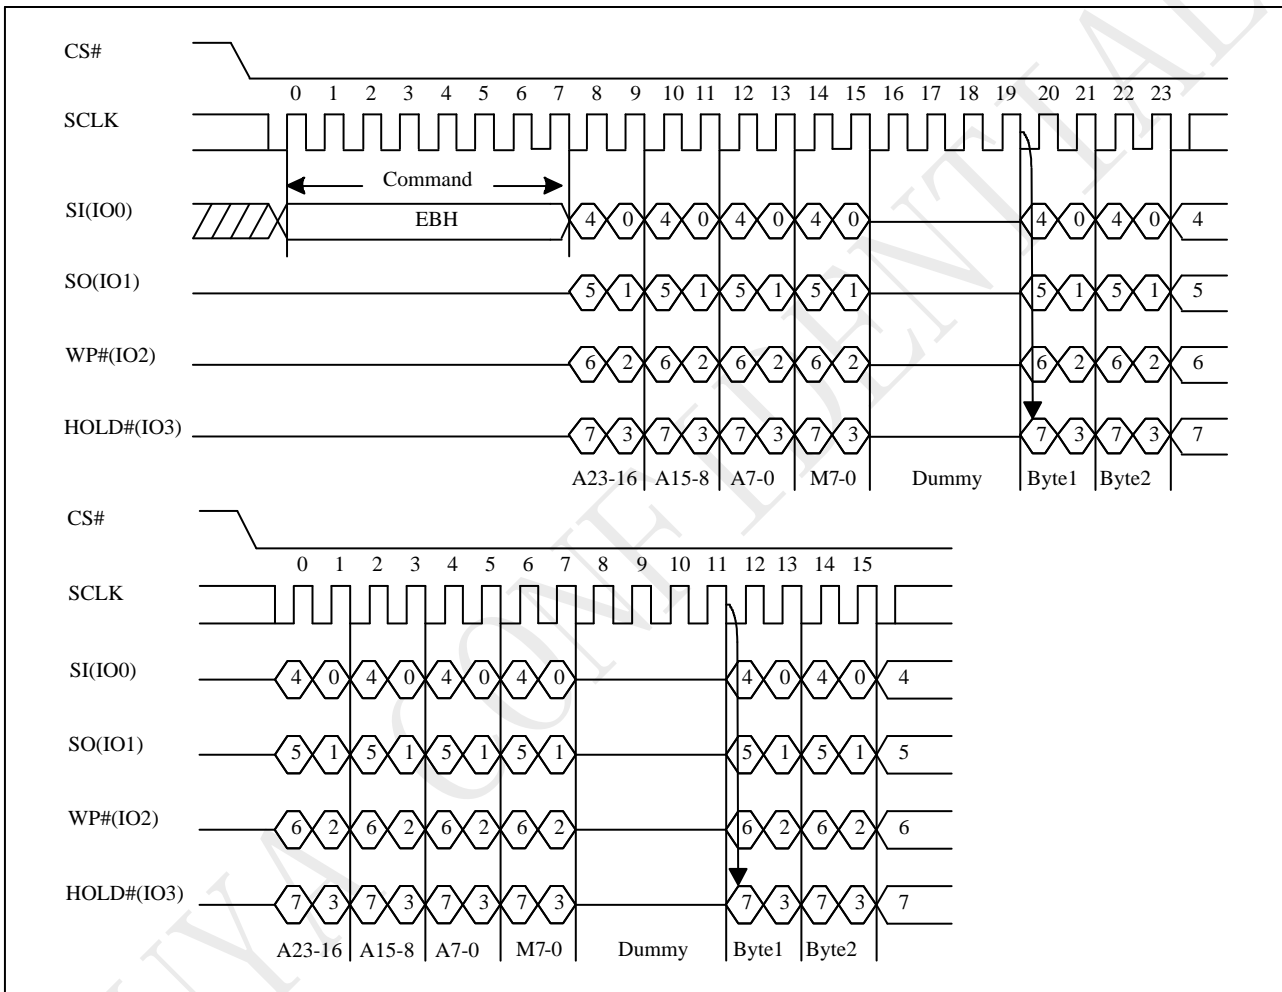 CS#
0 1 2 3 4 5 6 7 8 9 10 11 12 13 14 15 16 17 18 19 20 21 22 23
SCLK
Command
SI(IO0) EBH 4 0 4 0 4 0 4 0 4 0 4 0 4
SO(IO1) 5 1 5 1 5 1 5 1 5 1 5 1 5
WP#(IO2) 6 2 6 2 6 2 6 2 6 2 6 2 6
HOLD#(IO3) 7 3 7 3 7 3 7 3 7 3 7 3 7
A23-16 A15-8 A7-0 M7-0 Dummy Byte1 Byte2
CS#
0 1 2 3 4 5 6 7 8 9 10 11 12 13 14 15
SCLK
SI(IO0) 4 0 4 0 4 0 4 0 4 0 4 0 4
SO(IO1) 5 1 5 1 5 1 5 1 5 1 5 1 5
WP#(IO2) 6 2 6 2 6 2 6 2 6 2 6 2 6
HOLD#(IO3) 7 3 7 3 7 3 7 3 7 3 7 3 7
A23-16 A15-8 A7-0 M7-0 Dummy Byte1 Byte2
CONFIDENTIAL